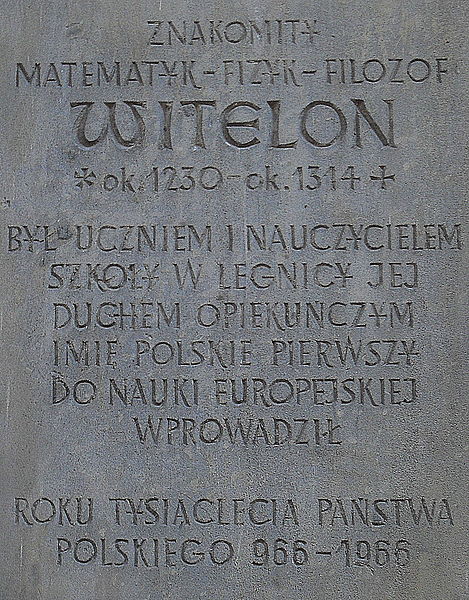 ZNAKOMITY
MATEMATYK-FIZYK-FILOZOF
WITELON
* ok. 1230-ok. 1314 +
BYŁ UCZNIEM I NAUCZYCIELEM
SZKOŁY W LEGNICY JEJ
DUCHEM OPIEKUŃCZYM
IMIĘ POLSKIE PIERWSZY
DO NAUKI EUROPEJSKIEJ
WPROWADZIŁ
ROKU TYSIĄCLECIA PAŃSTWA
POLSKIEGO 966-1966